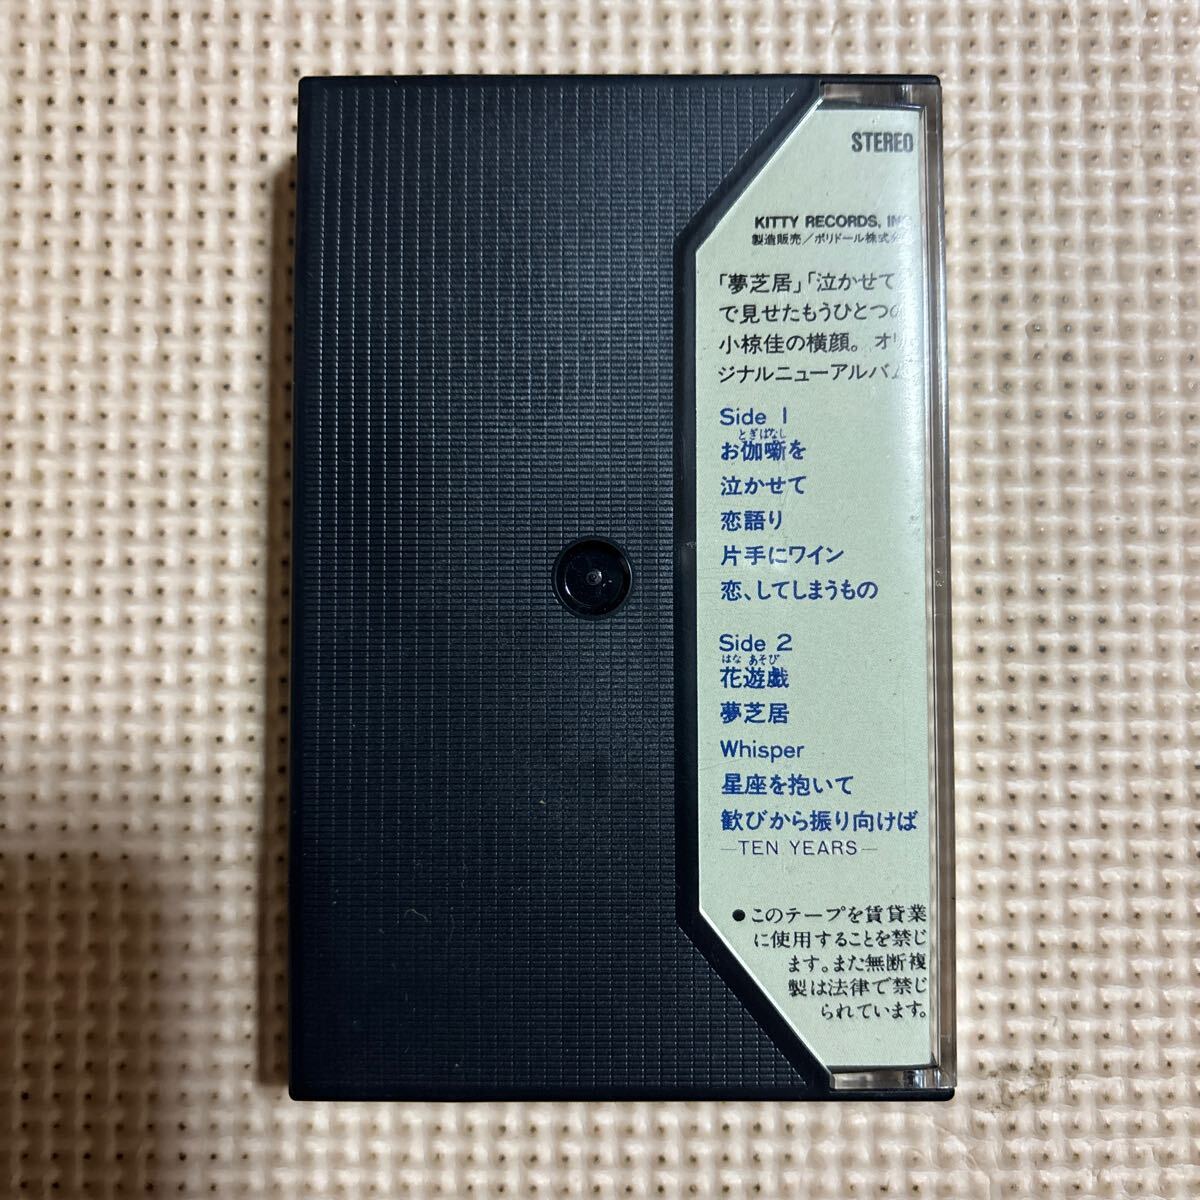 STEREO
KITTY RECORDS, INC
製造販売/ポリドール株式会
「夢芝居」「泣かせて
で見せたもうひとつの
小椋佳の横顔。オリ
ジナルニューアルバム
Side 1
とぎばなし
お伽噺を
泣かせて
恋語り
片手にワイン
恋、してしまうもの
Side 2
はな あそび
花遊戯
夢芝居
Whisper
星座を抱いて
歓びから振り向けば
—TEN YEARS—
●このテープを賃貸業
に使用することを禁じ
ます。また無断複
製は法律で禁じ
られています。